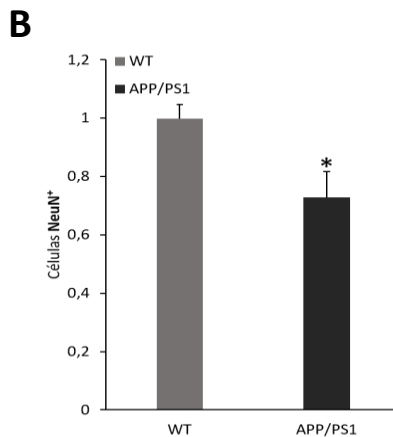 B
1,2
1
0,8
0,6
0,4
0,2
0
Células NeuN⁺
WT
APP/PS1
*
WT
APP/PS1